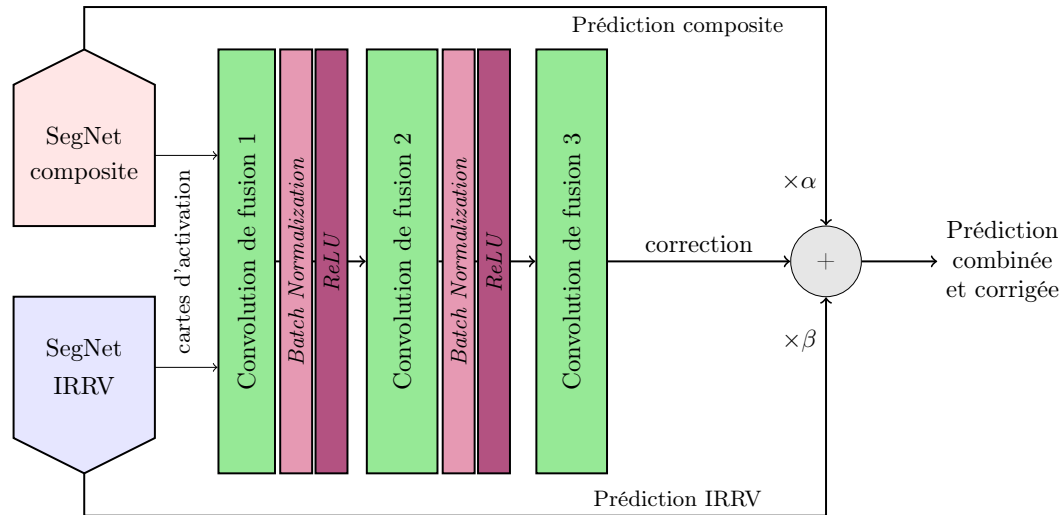 Prédiction composite
SegNet
composite
cartes d'activation
Convolution de fusion 1
Batch Normalization
ReLU
Convolution de fusion 2
Batch Normalization
ReLU
Convolution de fusion 3
×α
correction
+
Prédiction
combinée
et corrigée
SegNet
IRRV
×β
Prédiction IRRV